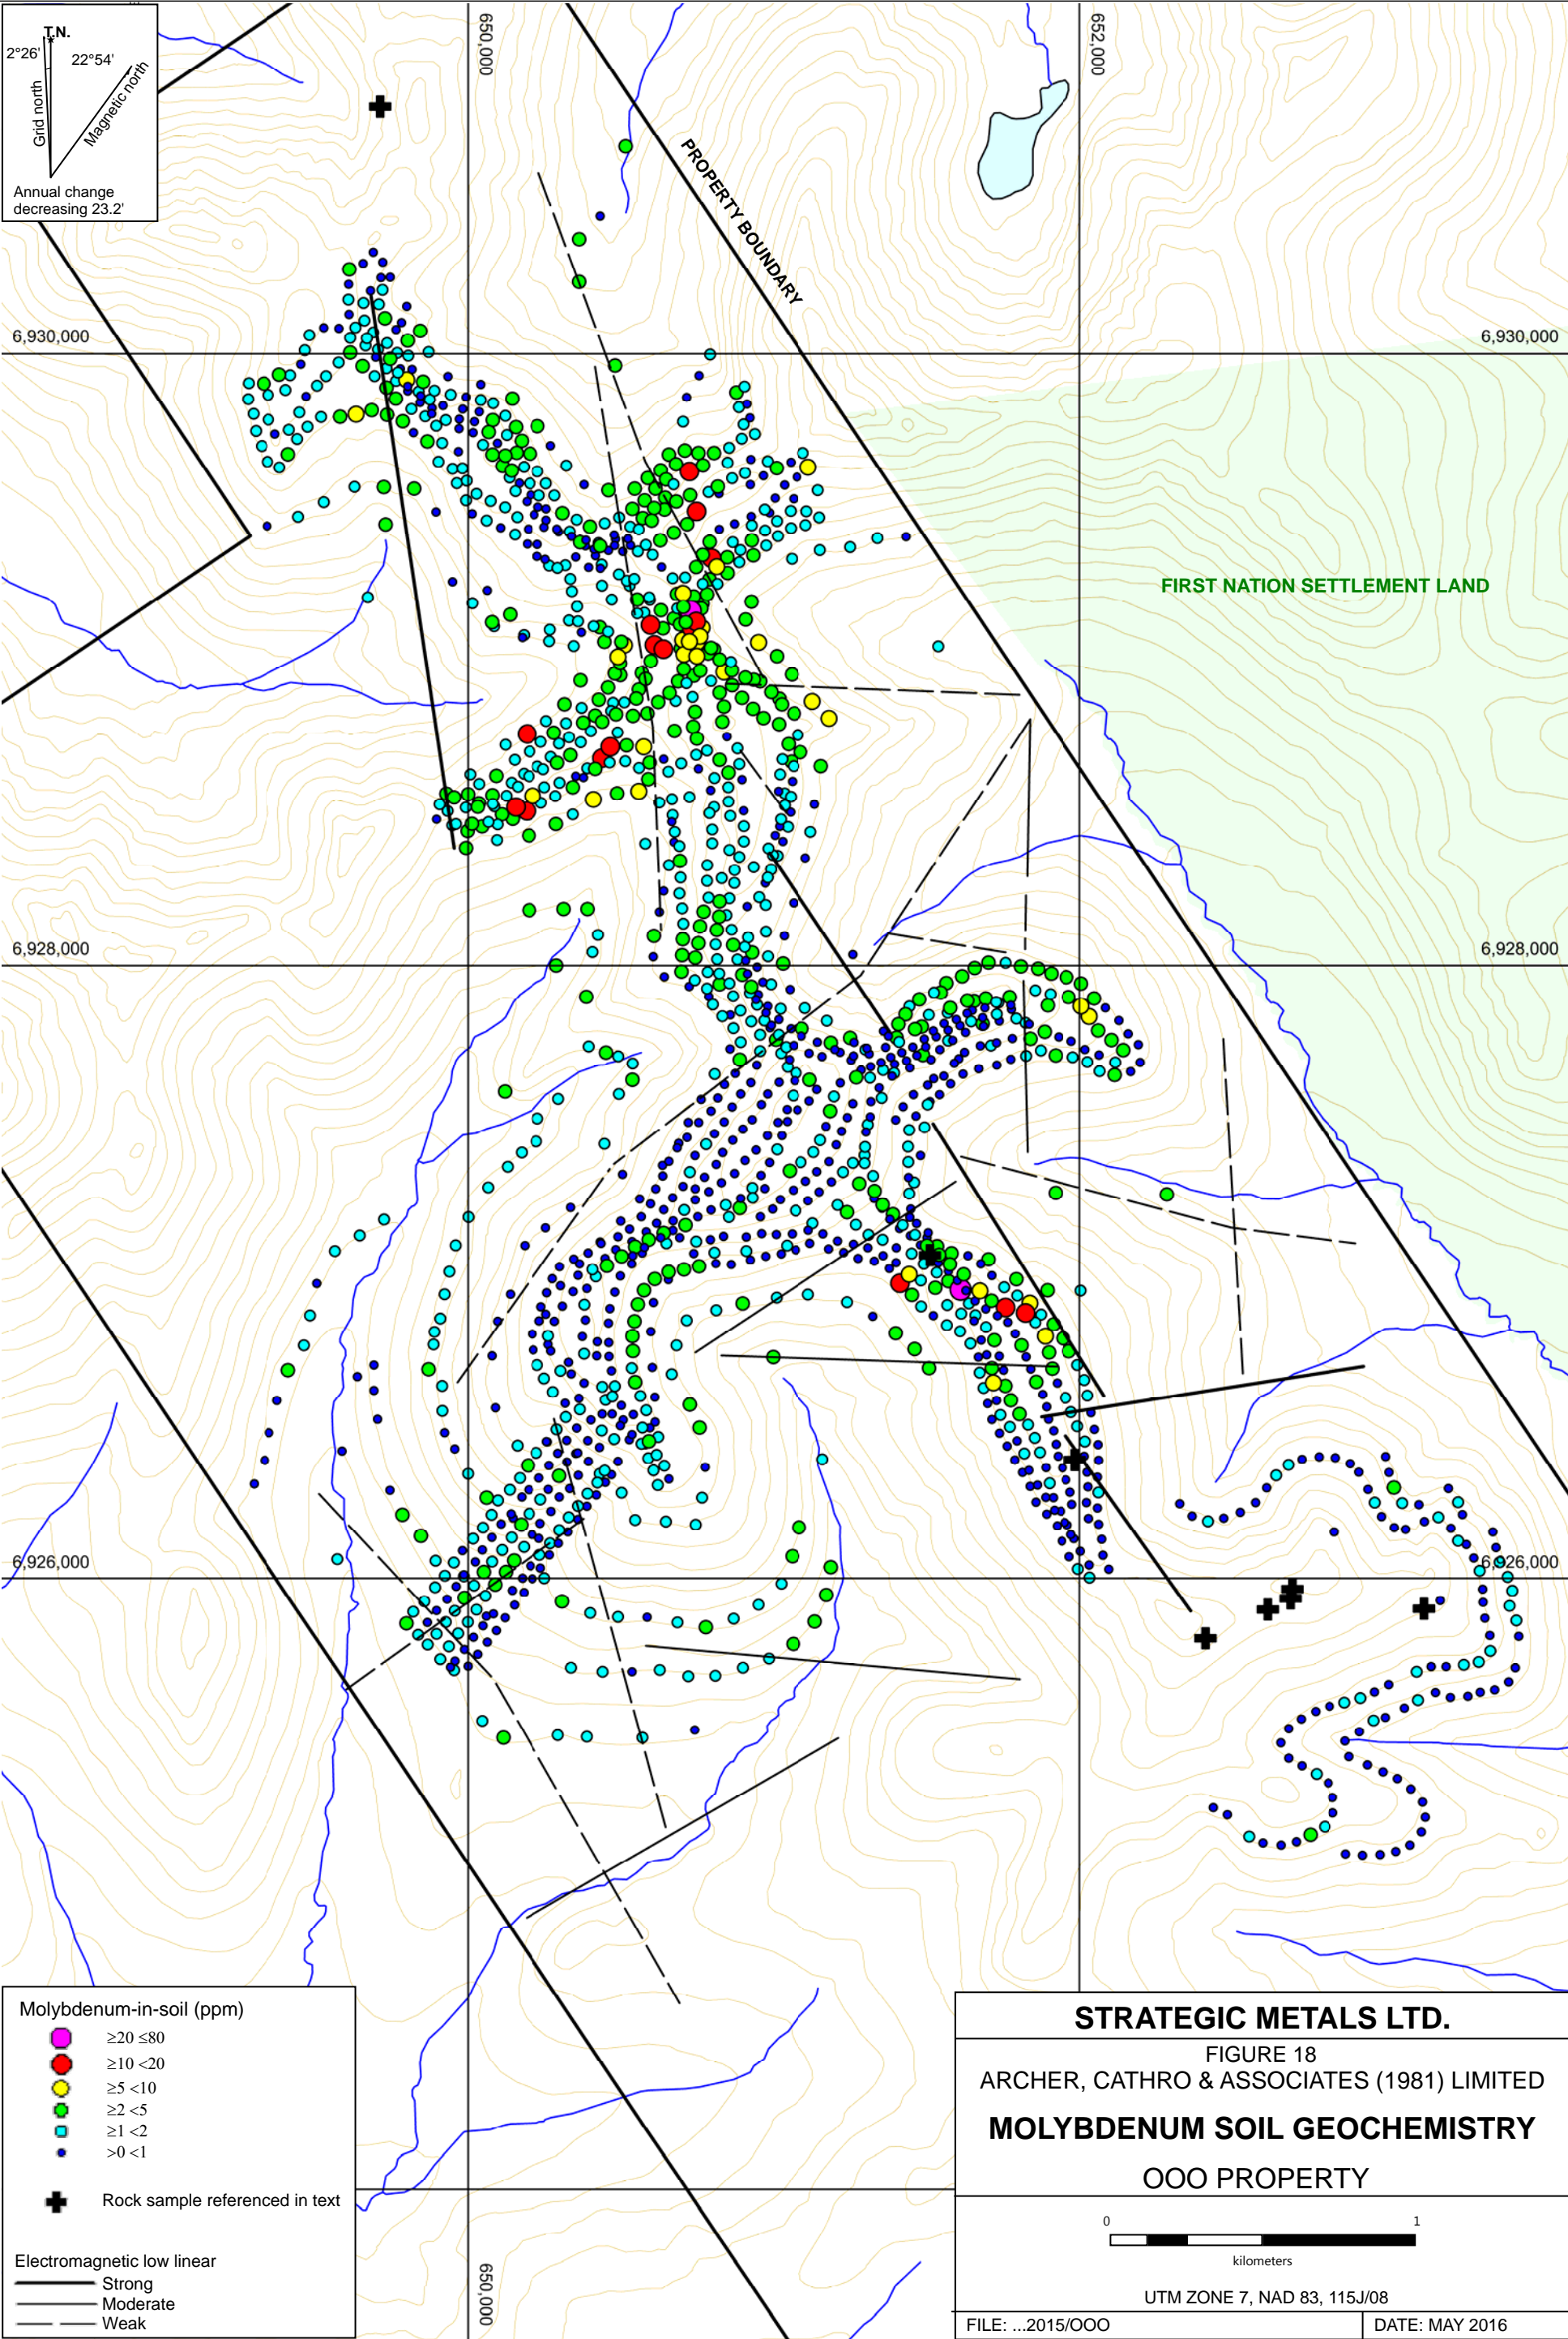 T.N.
2°26'
22°54'
Grid north
Magnetic north
Annual change
decreasing 23.2'
650,000
652,000
PROPERTY BOUNDARY
6,930,000
6,930,000
FIRST NATION SETTLEMENT LAND
6,928,000
6,928,000
6,926,000
6,926,000
650,000
Molybdenum-in-soil (ppm)
≥20 ≤80
≥10 <20
≥5 <10
≥2 <5
≥1 <2
>0 <1
Rock sample referenced in text
Electromagnetic low linear
Strong
Moderate
Weak
STRATEGIC METALS LTD.
FIGURE 18
ARCHER, CATHRO & ASSOCIATES (1981) LIMITED
MOLYBDENUM SOIL GEOCHEMISTRY
OOO PROPERTY
0 1
kilometers
UTM ZONE 7, NAD 83, 115J/08
FILE: ...2015/OOO
DATE: MAY 2016